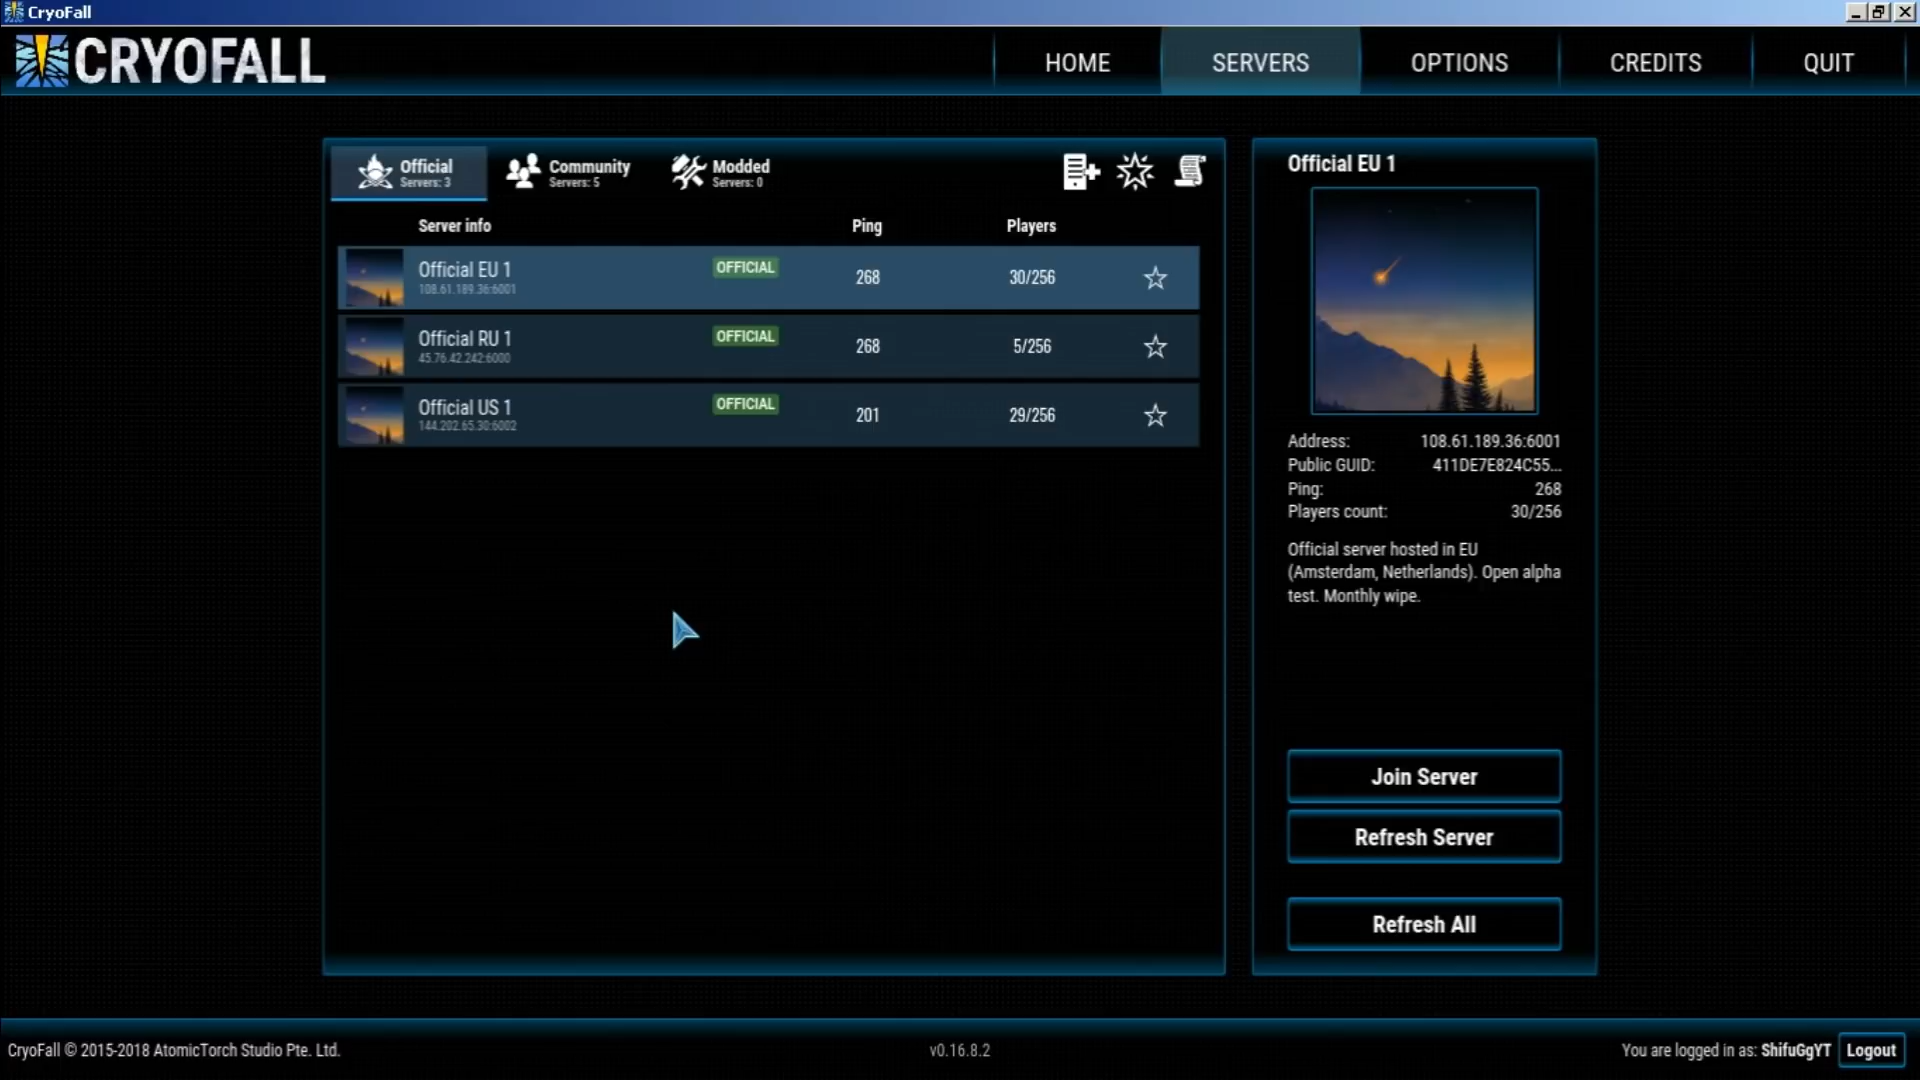 CryoFall
CRYOFALL
HOME
SERVERS
OPTIONS
CREDITS
QUIT
Official
Servers: 3
Community
Servers: 5
Modded
Servers: 0
Server info
Ping
Players
Official EU 1
108.61.189.36:6001
OFFICIAL
268
30/256
Official RU 1
45.76.42.242:6000
OFFICIAL
268
5/256
Official US 1
144.202.65.30:6002
OFFICIAL
201
29/256
Official EU 1
Address: 108.61.189.36:6001
Public GUID: 411DE7E824C55...
Ping: 268
Players count: 30/256
Official server hosted in EU
(Amsterdam, Netherlands). Open alpha
test. Monthly wipe.
Join Server
Refresh Server
Refresh All
CryoFall © 2015-2018 AtomicTorch Studio Pte. Ltd.
v0.16.8.2
You are logged in as: ShifuGgYT
Logout